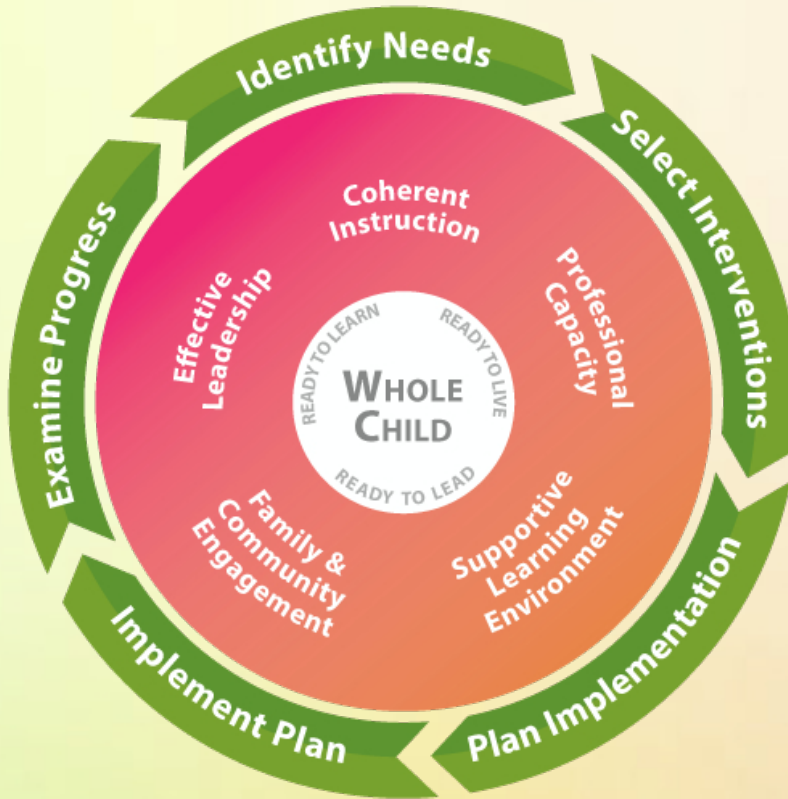 Identify Needs
Select Interventions
Plan Implementation
Implement Plan
Examine Progress
Coherent
Instruction
Professional
Capacity
Supportive
Learning
Environment
Family &
Community
Engagement
Effective
Leadership
READY TO LEARN
READY TO LIVE
READY TO LEAD
WHOLE
CHILD